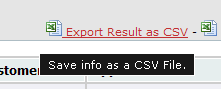 Export Result as CSV -
Save info as a CSV File.